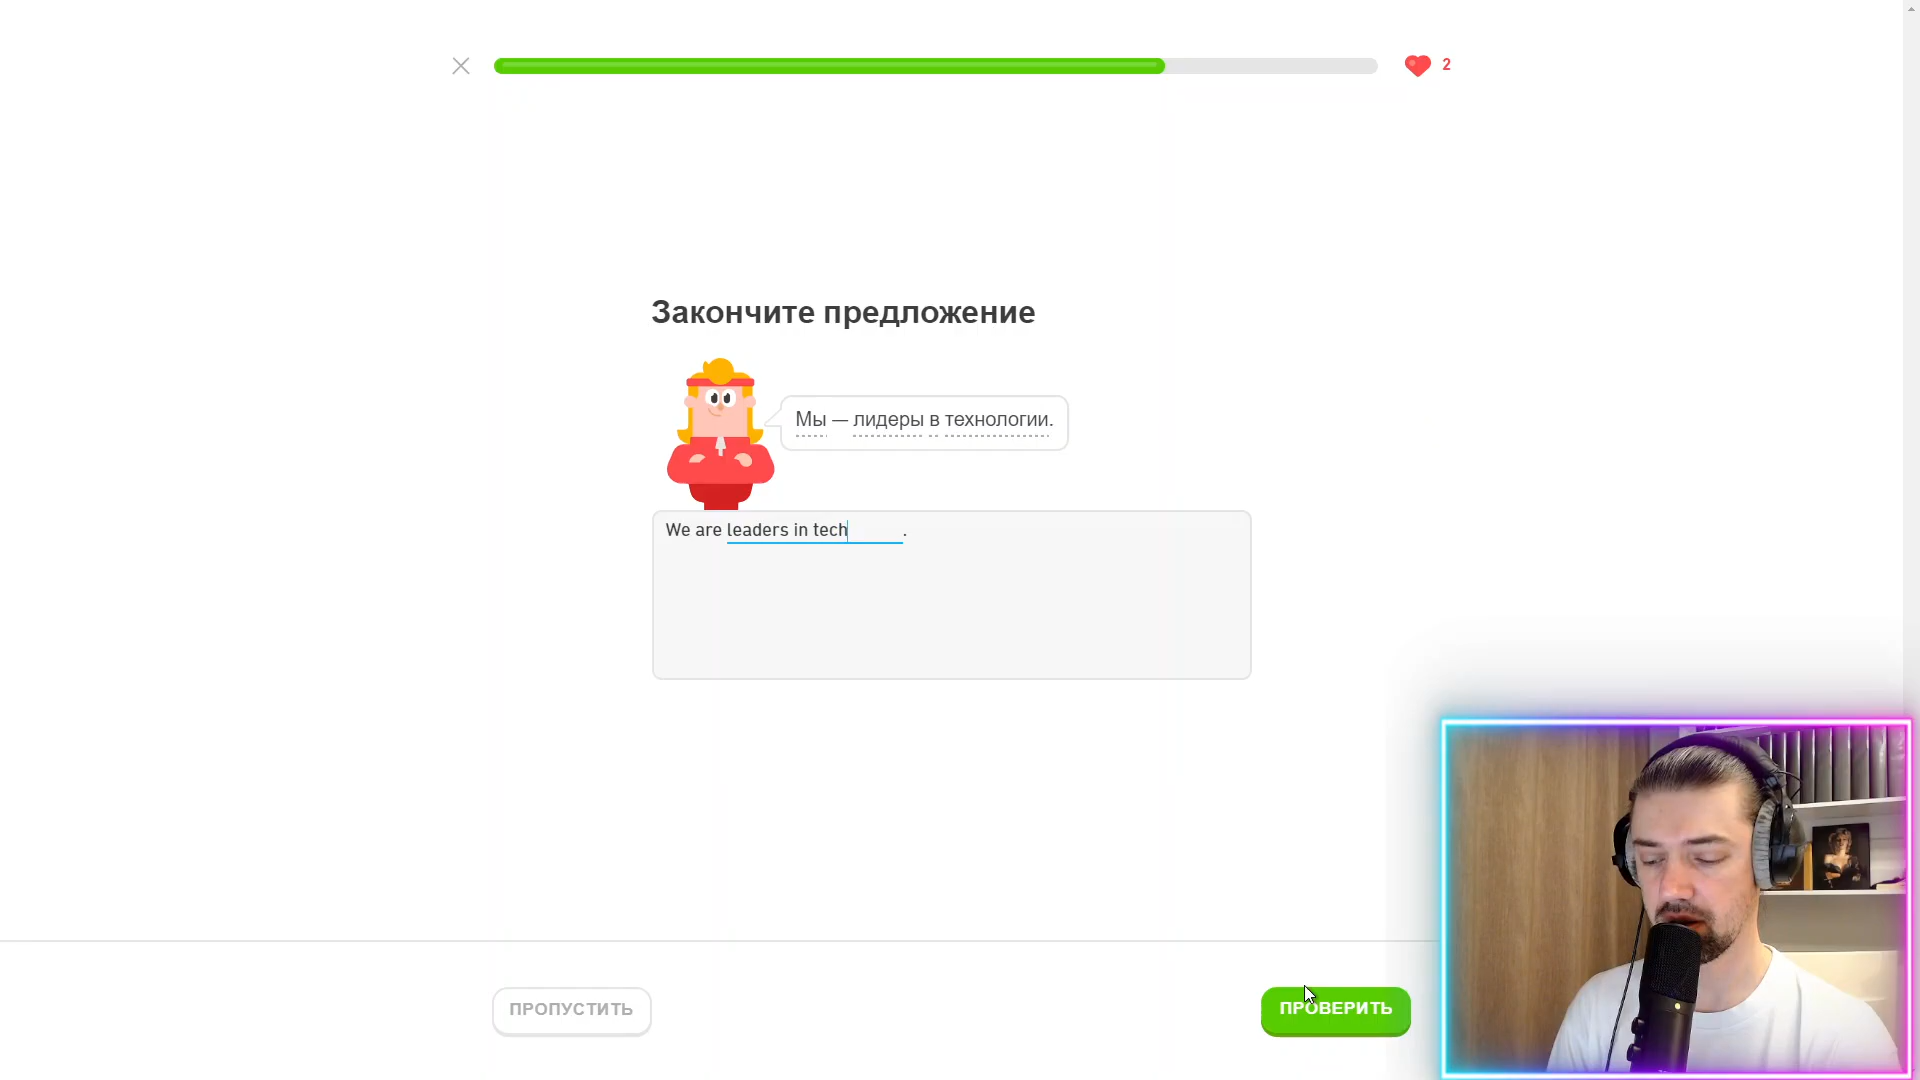 2
Закончите предложение
Мы — лидеры в технологии.
We are leaders in tech .
ПРОПУСТИТЬ
ПРОВЕРИТЬ